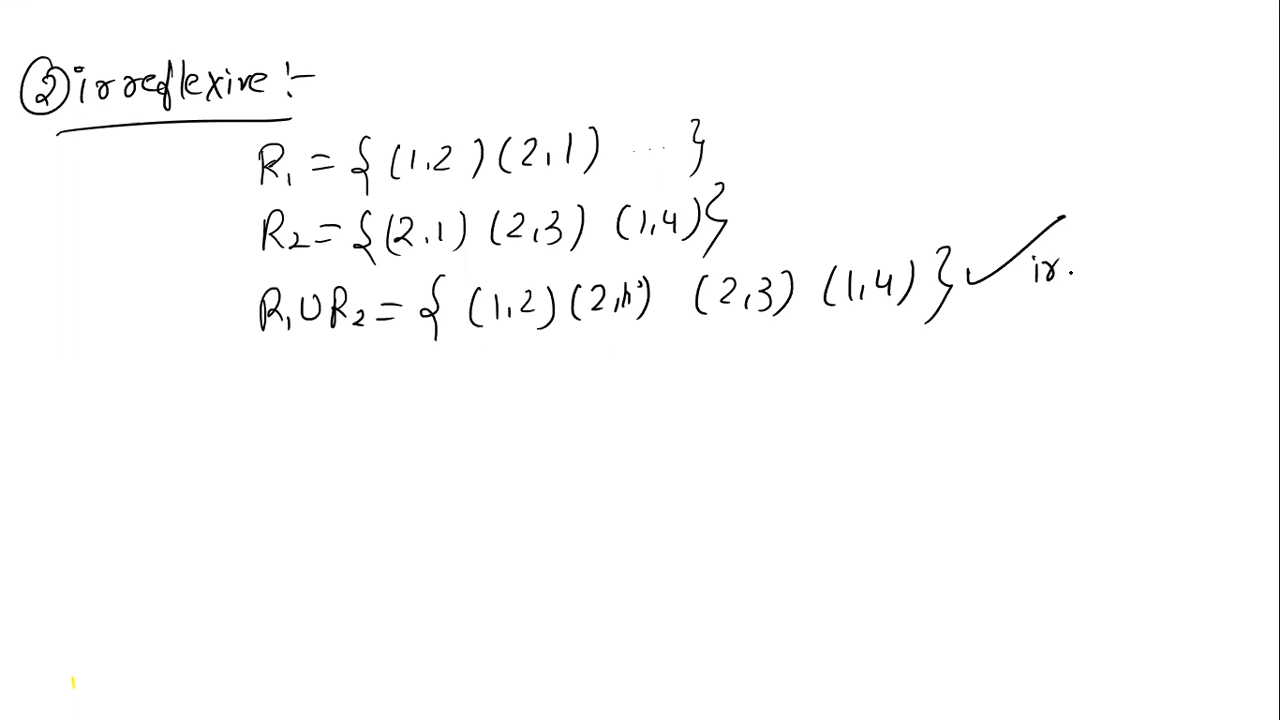 ② irreflexive :-
R₁ = { (1,2) (2,1) ... }
R₂ = { (2,1) (2,3) (1,4) }
R₁ ∪ R₂ = { (1,2) (2,1) (2,3) (1,4) } ✓ ir.